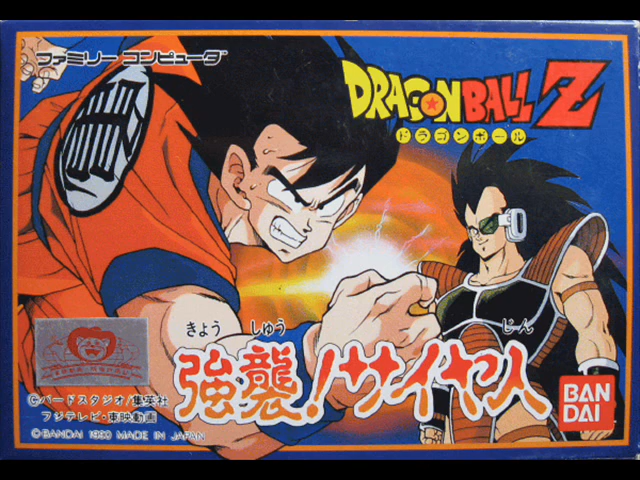 ファミリー コンピュータ
DRAGON BALL Z
ドラゴンボール
きょう しゅう じん
強襲!サイヤ人
©バードスタジオ/集英社
フジテレビ・東映動画
©BANDAI 1990 MADE IN JAPAN
BAN
DAI